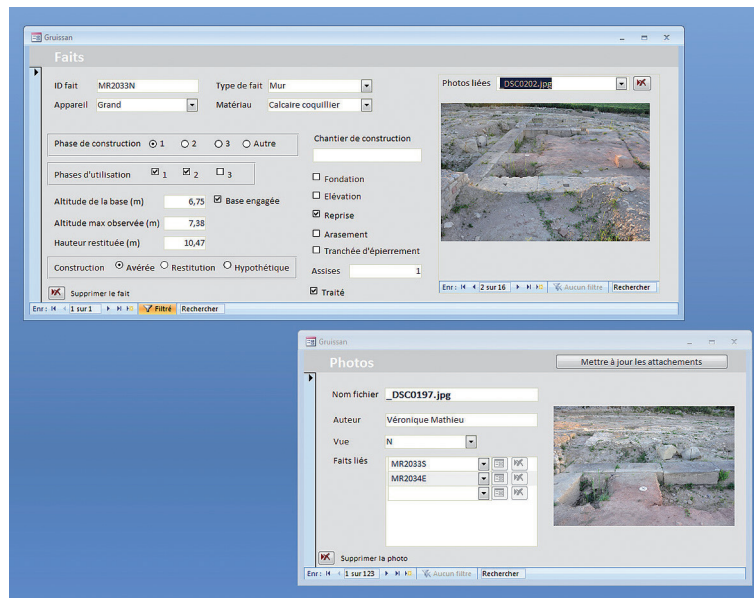 Gruissan
Faits
ID fait MR2033N Type de fait Mur
Appareil Grand Matériau Calcaire coquillier
Photos liées _DSC0202.jpg
Phase de construction 1 2 3 Autre
Phases d'utilisation 1 2 3
Altitude de la base (m) 6,75 Base engagée
Altitude max observée (m) 7,38
Hauteur restituée (m) 10,47
Construction Avérée Restitution Hypothétique
Supprimer le fait
Chantier de construction
Fondation
Elévation
Reprise
Arasement
Tranchée d'épierrement
Assises 1
Traité
Enr : 2 sur 16 Aucun filtre Rechercher
Enr : 1 sur 1 Filtré Rechercher
Gruissan
Photos
Mettre à jour les attachements
Nom fichier _DSC0197.jpg
Auteur Véronique Mathieu
Vue N
Faits liés MR2033S
MR2034E
Supprimer la photo
Enr : 1 sur 123 Aucun filtre Rechercher